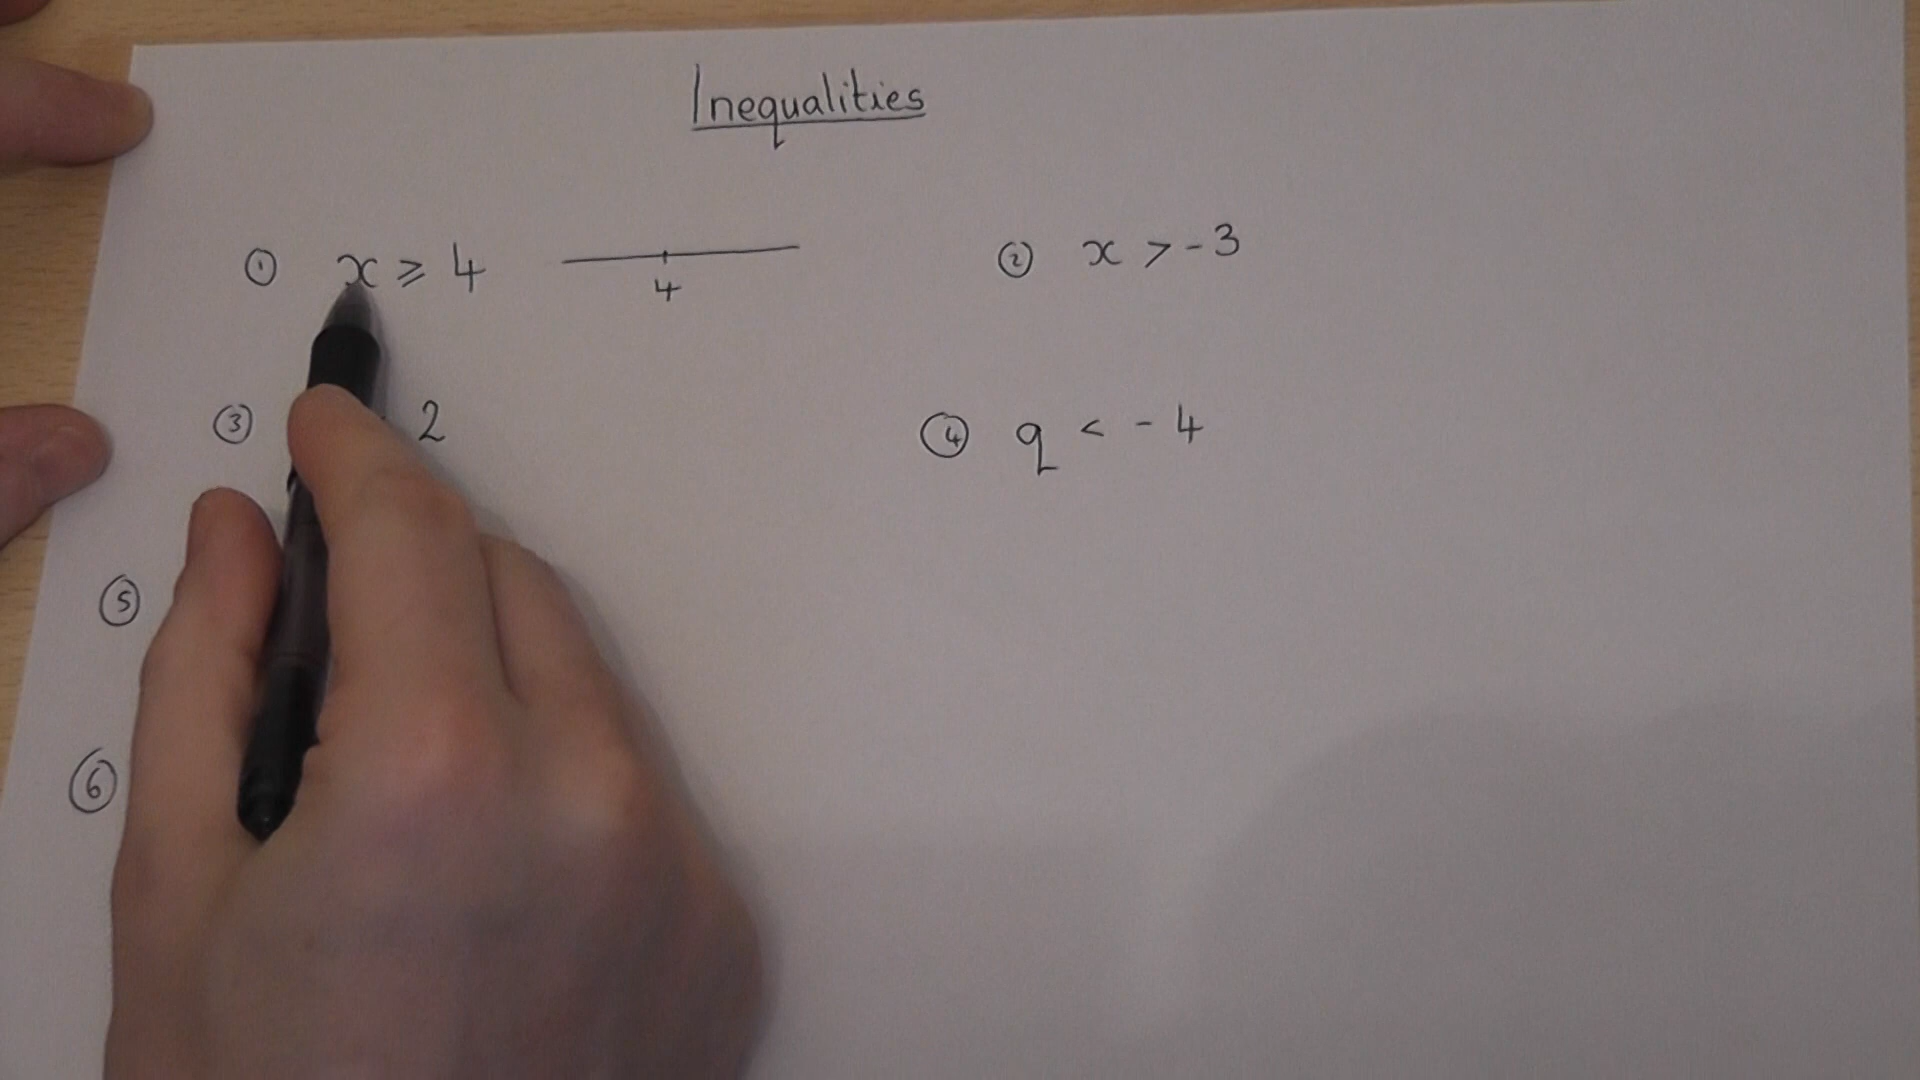 Inequalities
① x ≥ 4
4
② x > -3
③ 2
④ q < -4
⑤
⑥